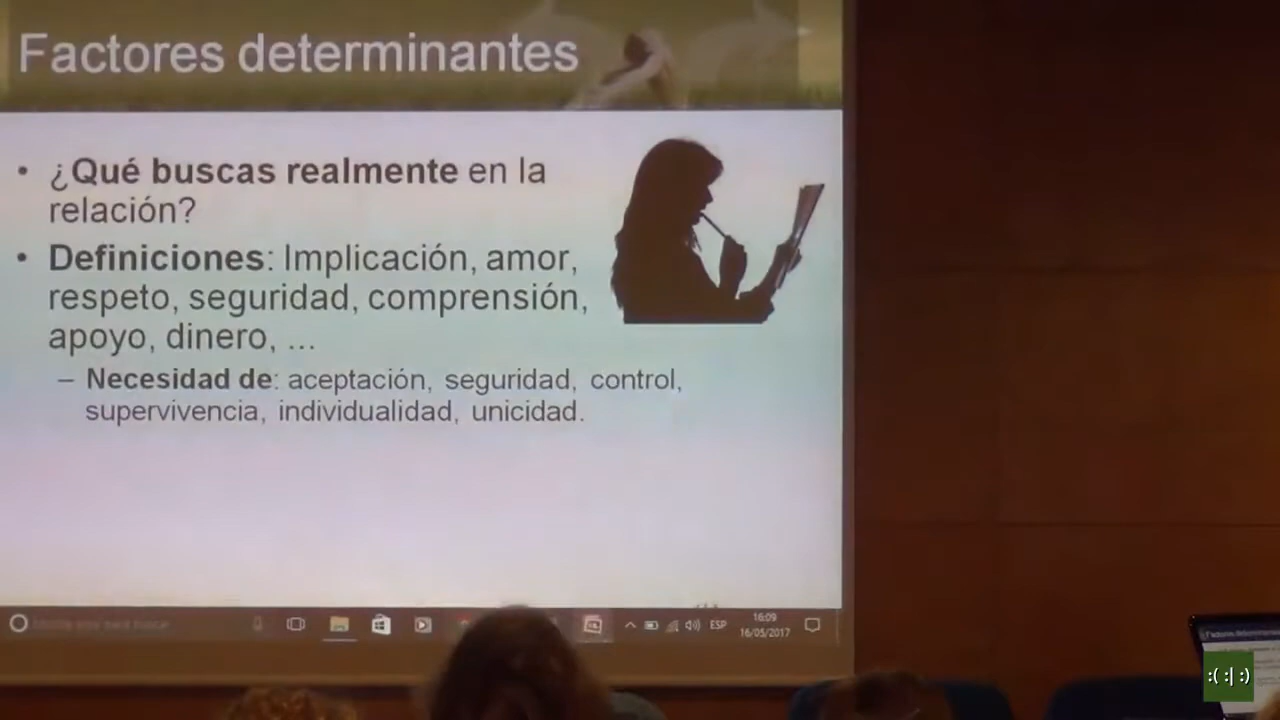 Factores determinantes
• ¿Qué buscas realmente en la
relación?
• Definiciones: Implicación, amor,
respeto, seguridad, comprensión,
apoyo, dinero, ...
– Necesidad de: aceptación, seguridad, control,
supervivencia, individualidad, unicidad.
ESP
16:09
16/05/2017
:( :| :)